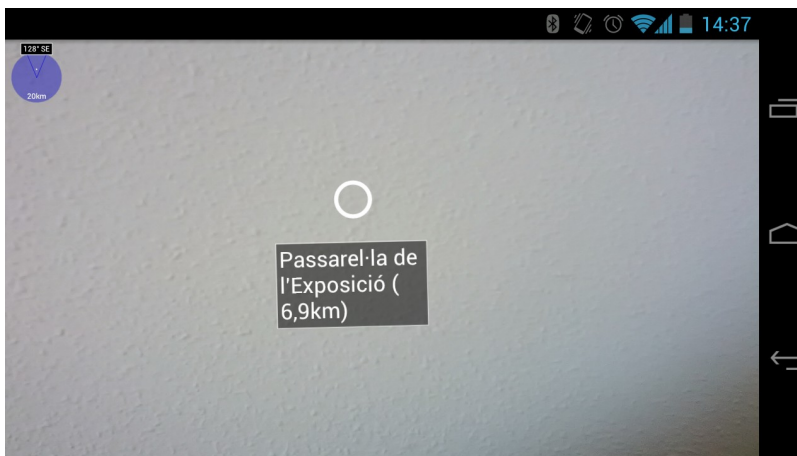 14:37
128° SE
20km
Passarel·la de
l'Exposició (
6,9km)